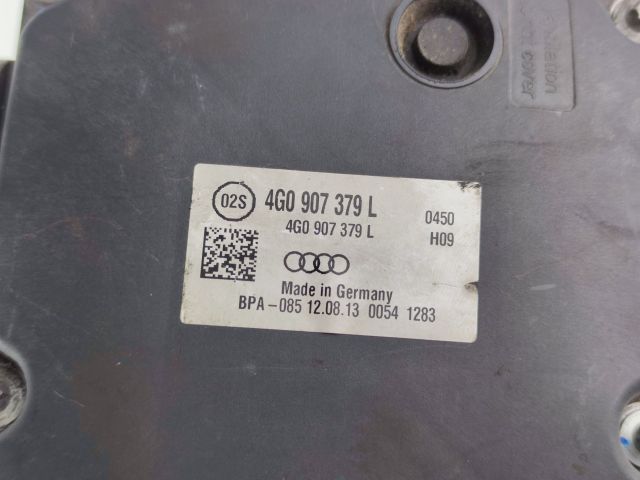 02S 4G0 907 379 L 0450
4G0 907 379 L H09
Made in Germany
BPA-085 12.08.13 0054 1283
cover